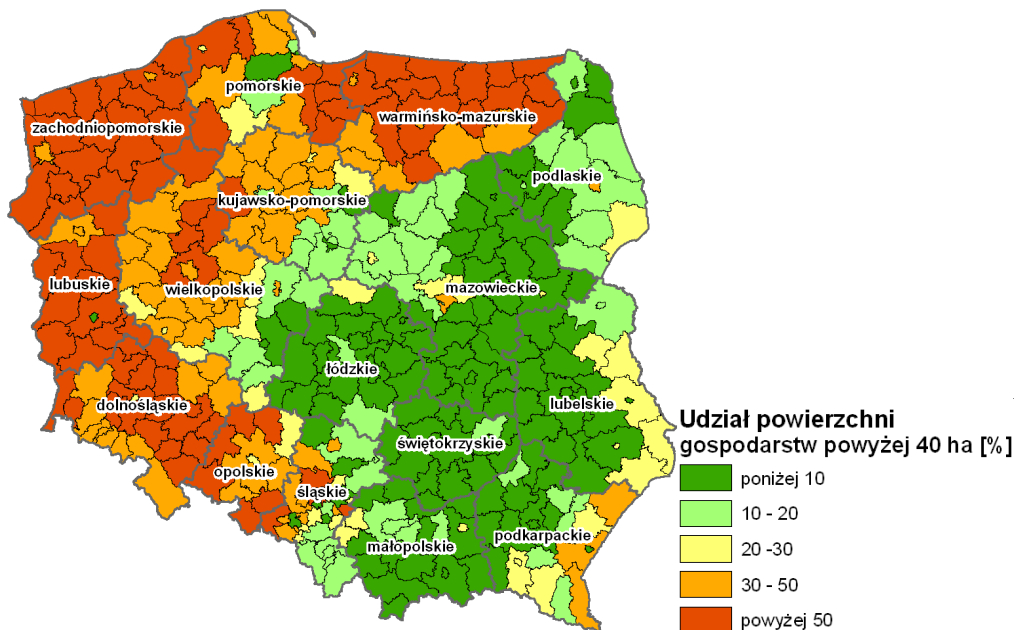 pomorskie
warmińsko-mazurskie
zachodniopomorskie
podlaskie
kujawsko-pomorskie
lubuskie
wielkopolskie
mazowieckie
łódzkie
dolnośląskie
lubelskie
świętokrzyskie
opolskie
śląskie
podkarpackie
małopolskie
Udział powierzchni
gospodarstw powyżej 40 ha [%]
poniżej 10
10 - 20
20 -30
30 - 50
powyżej 50